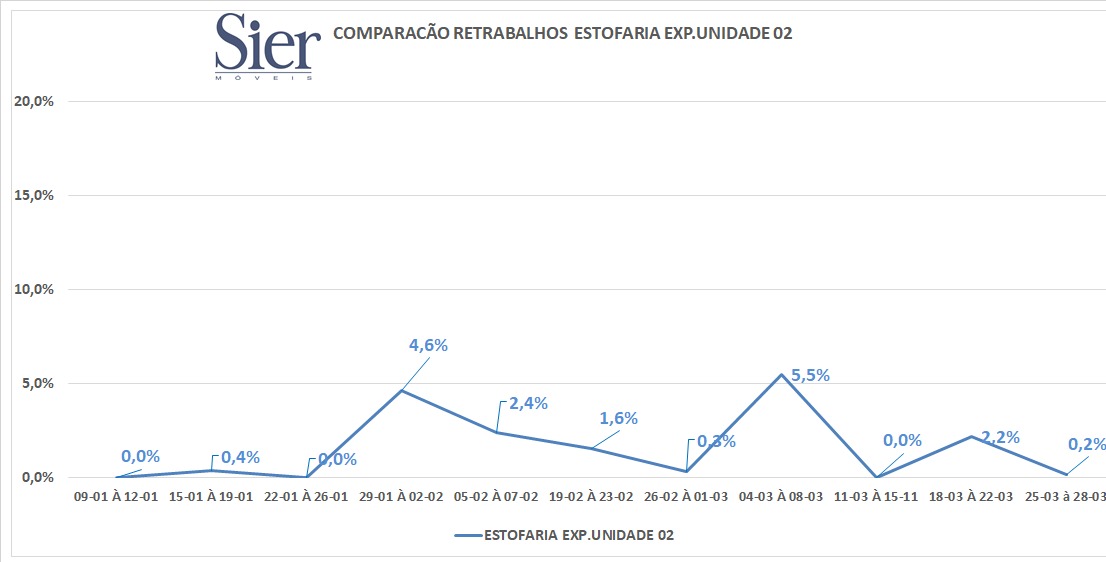 Sier
MÓVEIS
COMPARACÃO RETRABALHOS ESTOFARIA EXP.UNIDADE 02
20,0%
15,0%
10,0%
5,0%
0,0%
0,0%
0,4%
0,0%
4,6%
2,4%
1,6%
0,3%
5,5%
0,0%
2,2%
0,2%
09-01 À 12-01
15-01 À 19-01
22-01 À 26-01
29-01 À 02-02
05-02 À 07-02
19-02 À 23-02
26-02 À 01-03
04-03 À 08-03
11-03 À 15-11
18-03 À 22-03
25-03 à 28-03
ESTOFARIA EXP.UNIDADE 02